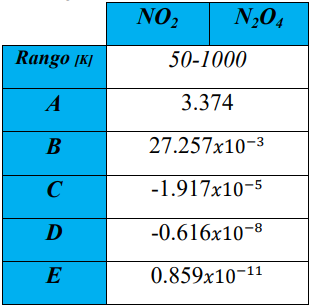 NO₂ N₂O₄
Rango [K] 50-1000
A 3.374
B 27.257x10⁻³
C -1.917x10⁻⁵
D -0.616x10⁻⁸
E 0.859x10⁻¹¹